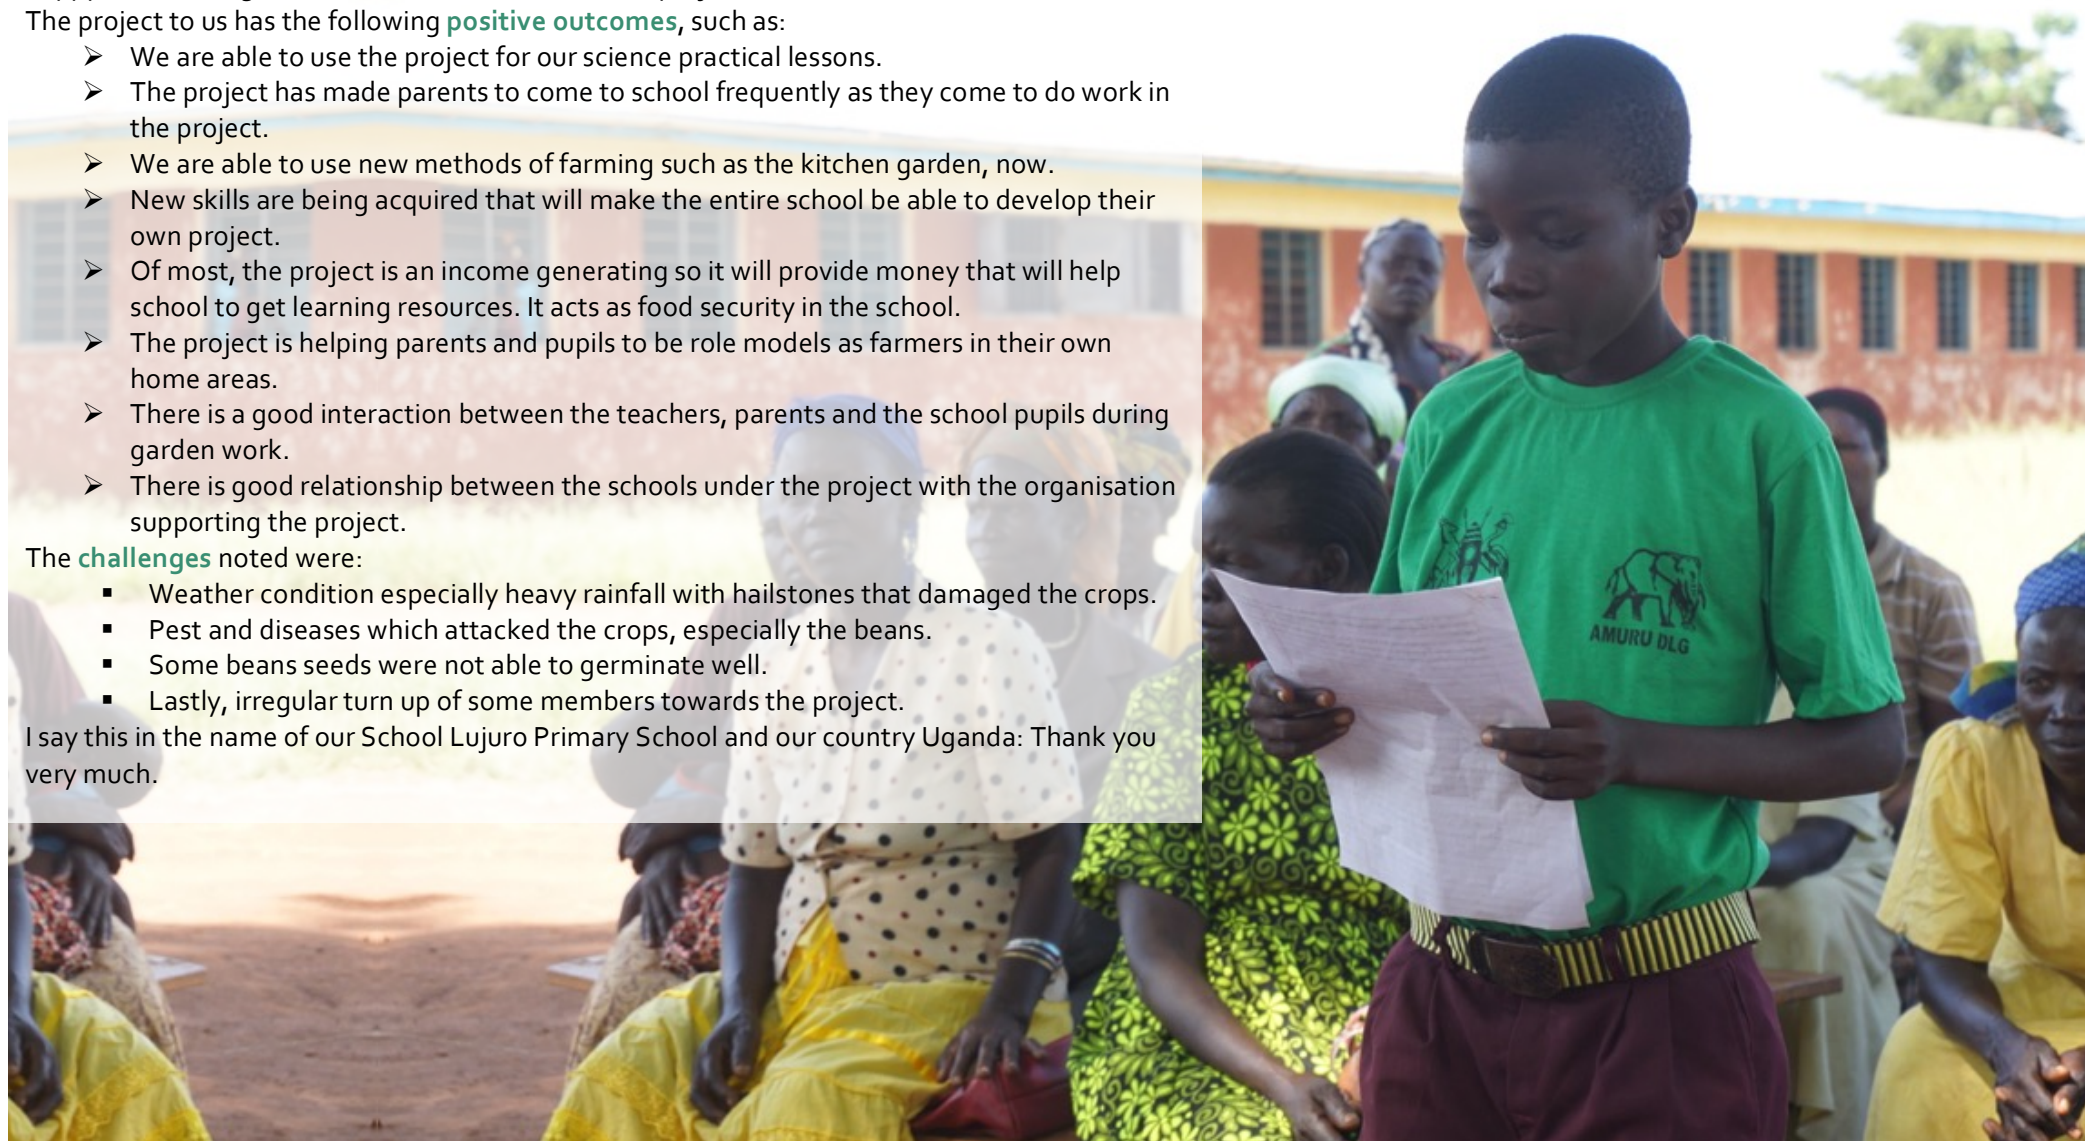 The project to us has the following positive outcomes, such as:
➢ We are able to use the project for our science practical lessons.
➢ The project has made parents to come to school frequently as they come to do work in
the project.
➢ We are able to use new methods of farming such as the kitchen garden, now.
➢ New skills are being acquired that will make the entire school be able to develop their
own project.
➢ Of most, the project is an income generating so it will provide money that will help
school to get learning resources. It acts as food security in the school.
➢ The project is helping parents and pupils to be role models as farmers in their own
home areas.
➢ There is a good interaction between the teachers, parents and the school pupils during
garden work.
➢ There is good relationship between the schools under the project with the organisation
supporting the project.
The challenges noted were:
▪ Weather condition especially heavy rainfall with hailstones that damaged the crops.
▪ Pest and diseases which attacked the crops, especially the beans.
▪ Some beans seeds were not able to germinate well.
▪ Lastly, irregular turn up of some members towards the project.
I say this in the name of our School Lujuro Primary School and our country Uganda: Thank you
very much.
AMURU DLG